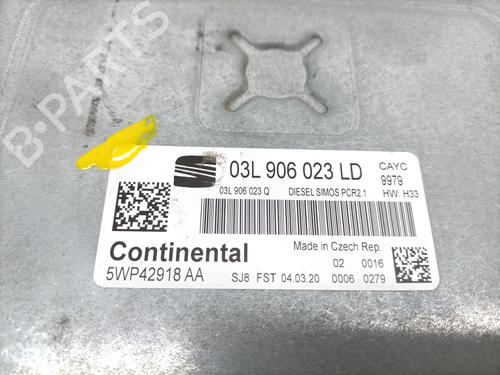 B-PARTS
03L 906 023 LD
CAYC
9979
03L 906 023 Q DIESEL SIMOS PCR2.1 HW: H33
Continental
Made in Czech Rep.
5WP42918 AA
02 0016
SJ8 FST 04.03.20 0006 0279